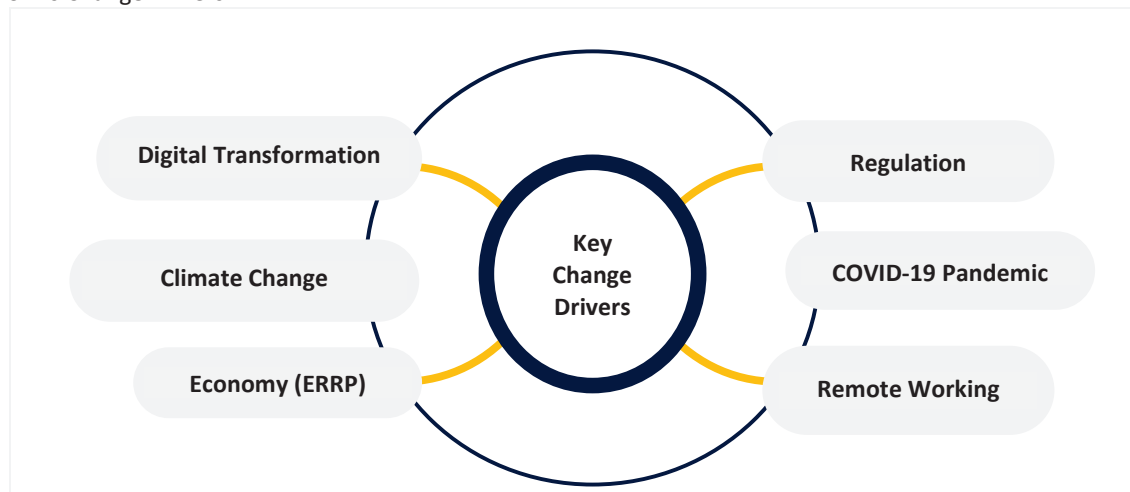 Digital Transformation
Climate Change
Economy (ERRP)
Key
Change
Drivers
Regulation
COVID-19 Pandemic
Remote Working